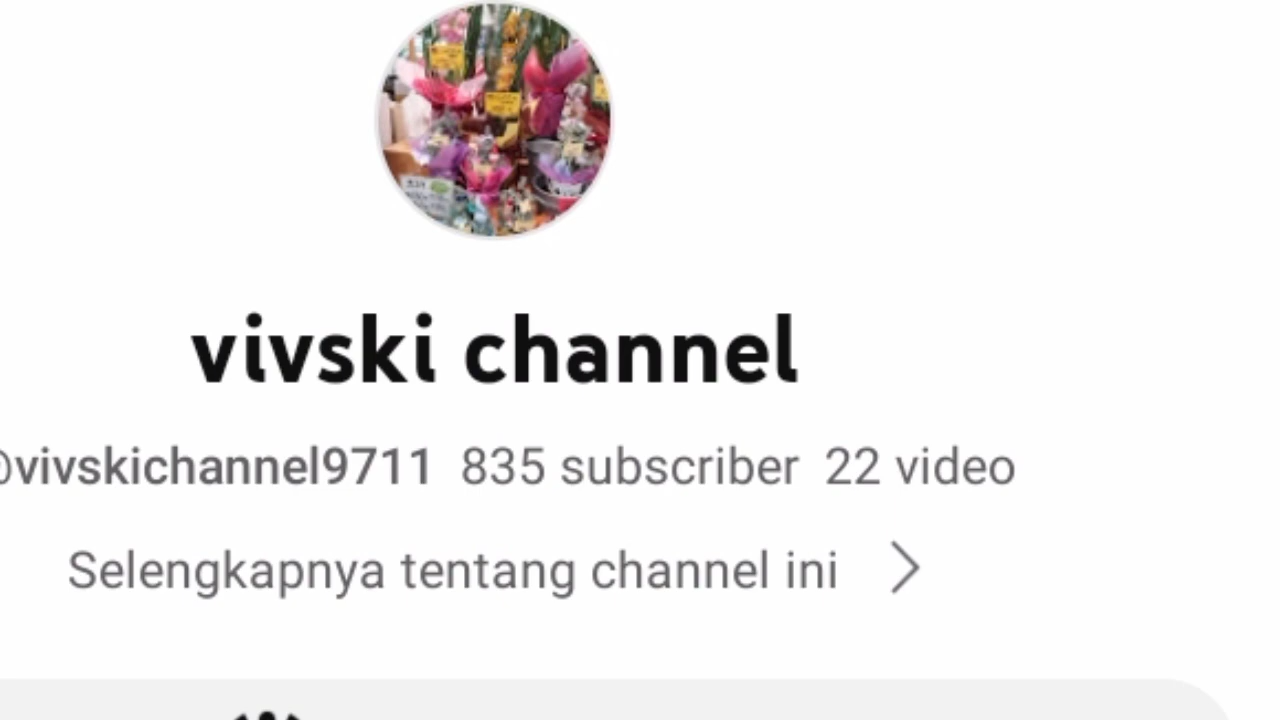 vivski channel
@vivskichannel9711 835 subscriber 22 video
Selengkapnya tentang channel ini